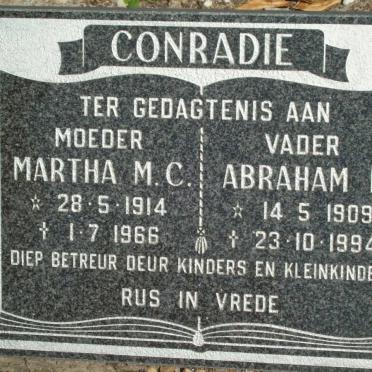 CONRADIE
TER GEDAGTENIS AAN
MOEDER
MARTHA M.C.
☆ 28·5·1914
† 1·7·1966
VADER
ABRAHAM
☆ 14·5·1909
† 23·10·1994
DIEP BETREUR DEUR KINDERS EN KLEINKINDE
RUS IN VREDE